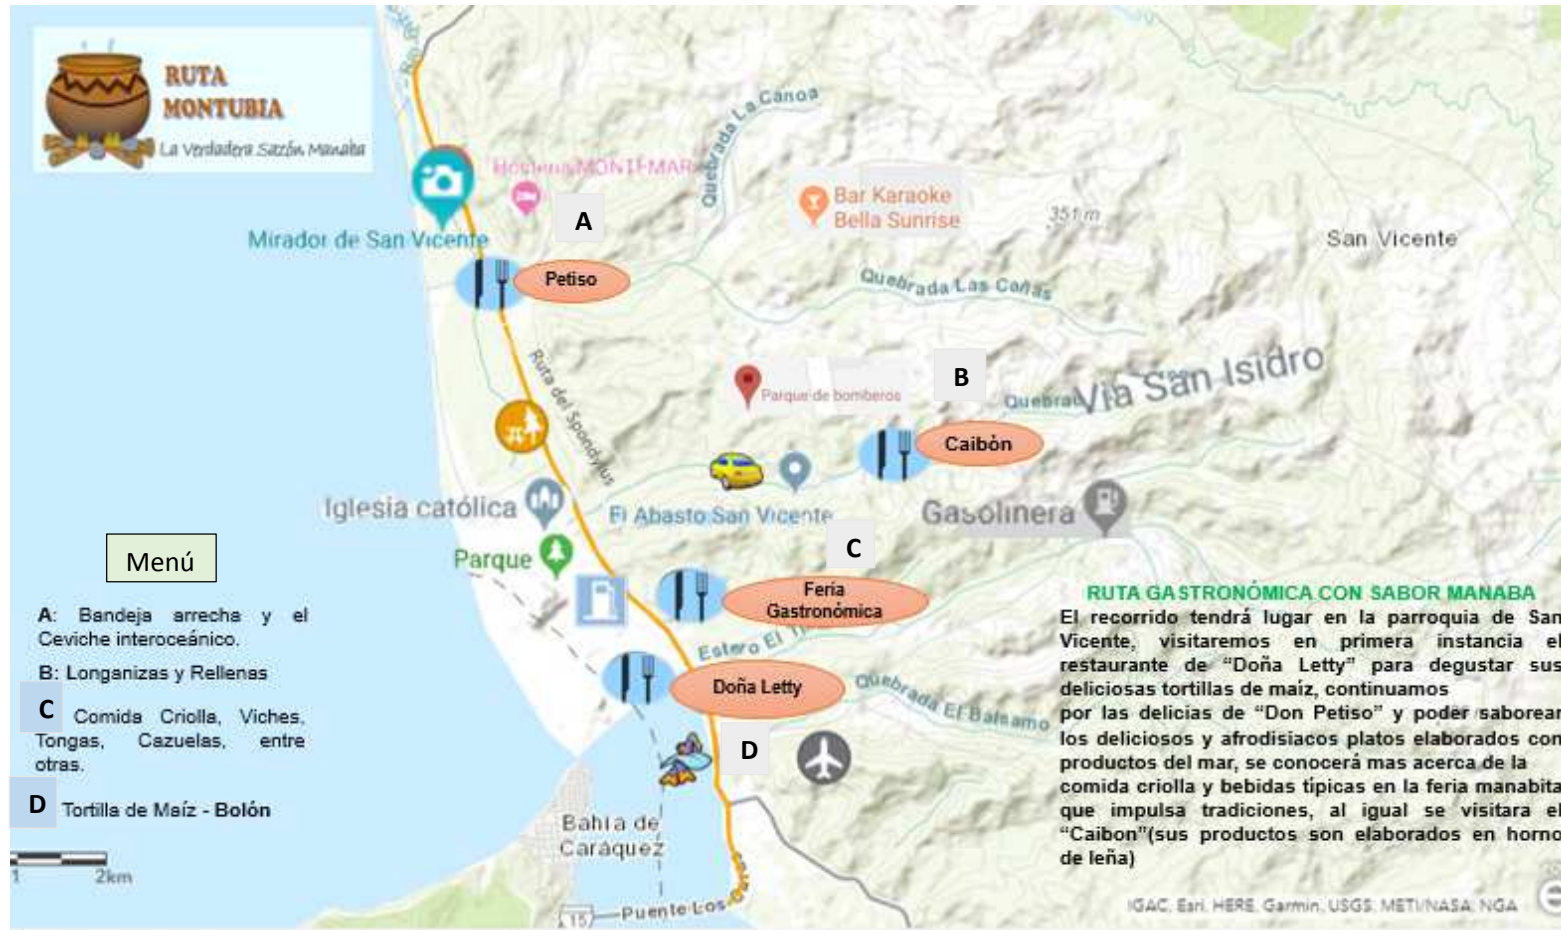 RUTA
MONTUBIA
La Verdadera Sazón Manaba
Quebrada La Canoa
Hosteria MONTEMAR
A
Bar Karaoke
Bella Sunrise
351 m
San Vicente
Mirador de San Vicente
Petiso
Quebrada Las Cañas
Ruta del Spondylus
B
Parque de bomberos
Vía San Isidro
Caibón
Iglesia católica
El Abasto San Vicente
Gasolinera
C
Parque
Feria
Gastronómica
Estero El
Doña Letty
Quebrada El Balsamo
D
Bahía de
Caráquez
15
Puente Los
Menú
A: Bandeja arrecha y el
Ceviche interoceánico.
B: Longanizas y Rellenas
C Comida Criolla, Viches,
Tongas, Cazuelas, entre
otras.
D Tortilla de Maíz - Bolón
1 2km
RUTA GASTRONÓMICA CON SABOR MANABA
El recorrido tendrá lugar en la parroquia de San
Vicente, visitaremos en primera instancia el
restaurante de “Doña Letty” para degustar sus
deliciosas tortillas de maíz, continuamos
por las delicias de “Don Petiso” y poder saborear
los deliciosos y afrodisiacos platos elaborados con
productos del mar, se conocerá mas acerca de la
comida criolla y bebidas típicas en la feria manabita
que impulsa tradiciones, al igual se visitara el
“Caibon”(sus productos son elaborados en horno
de leña)
IGAC, Esri, HERE, Garmin, USGS, METI/NASA, NGA